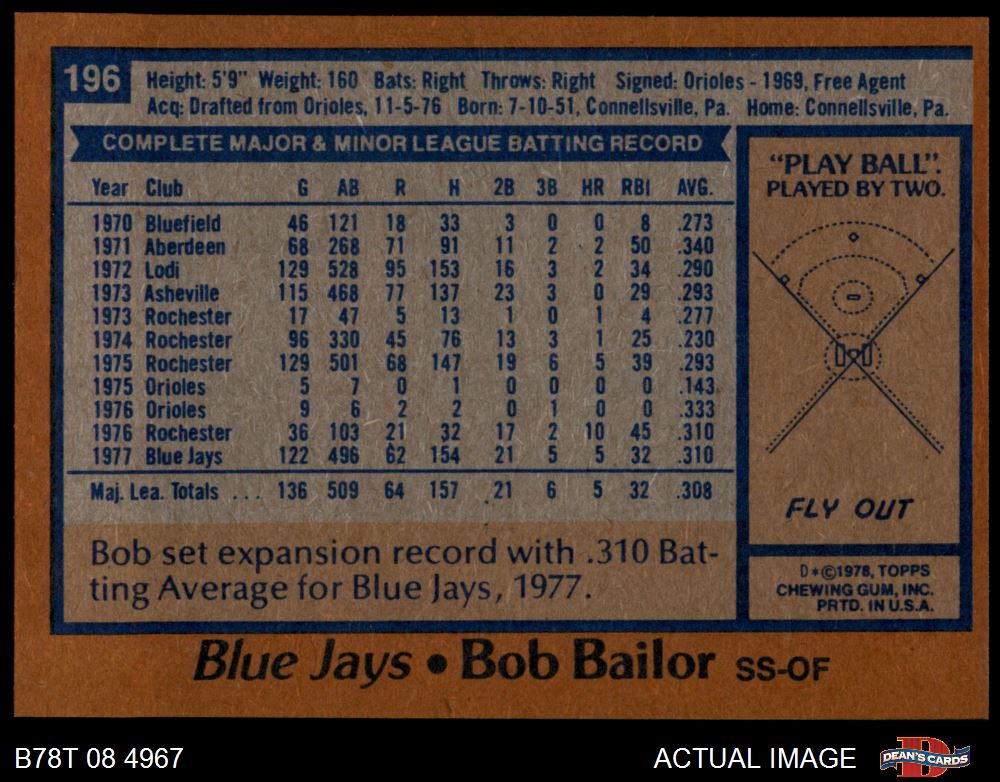 196
Height: 5'9" Weight: 160 Bats: Right Throws: Right Signed: Orioles - 1969, Free Agent
Acq: Drafted from Orioles, 11-5-76 Born: 7-10-51, Connellsville, Pa. Home: Connellsville, Pa.
COMPLETE MAJOR & MINOR LEAGUE BATTING RECORD
Year Club G AB R H 2B 3B HR RBI AVG.
1970 Bluefield 46 121 18 33 3 0 0 8 .273
1971 Aberdeen 68 268 71 91 11 2 2 50 .340
1972 Lodi 129 528 95 153 16 3 2 34 .290
1973 Asheville 115 468 77 137 23 3 0 29 .293
1973 Rochester 17 47 5 13 1 0 1 4 .277
1974 Rochester 96 330 45 76 13 3 1 25 .230
1975 Rochester 129 501 68 147 19 6 5 39 .293
1975 Orioles 5 7 0 1 0 0 0 0 .143
1976 Orioles 9 6 2 2 0 1 0 0 .333
1976 Rochester 36 103 21 32 17 2 10 45 .310
1977 Blue Jays 122 496 62 154 21 5 5 32 .310
Maj. Lea. Totals ... 136 509 64 157 21 6 5 32 .308
Bob set expansion record with .310 Bat-
ting Average for Blue Jays, 1977.
"PLAY BALL".
PLAYED BY TWO.
FLY OUT
D*©1978, TOPPS
CHEWING GUM, INC.
PRTD. IN U.S.A.
Blue Jays • Bob Bailor SS-OF
B78T 08 4967
ACTUAL IMAGE
D
DEAN'S CARDS